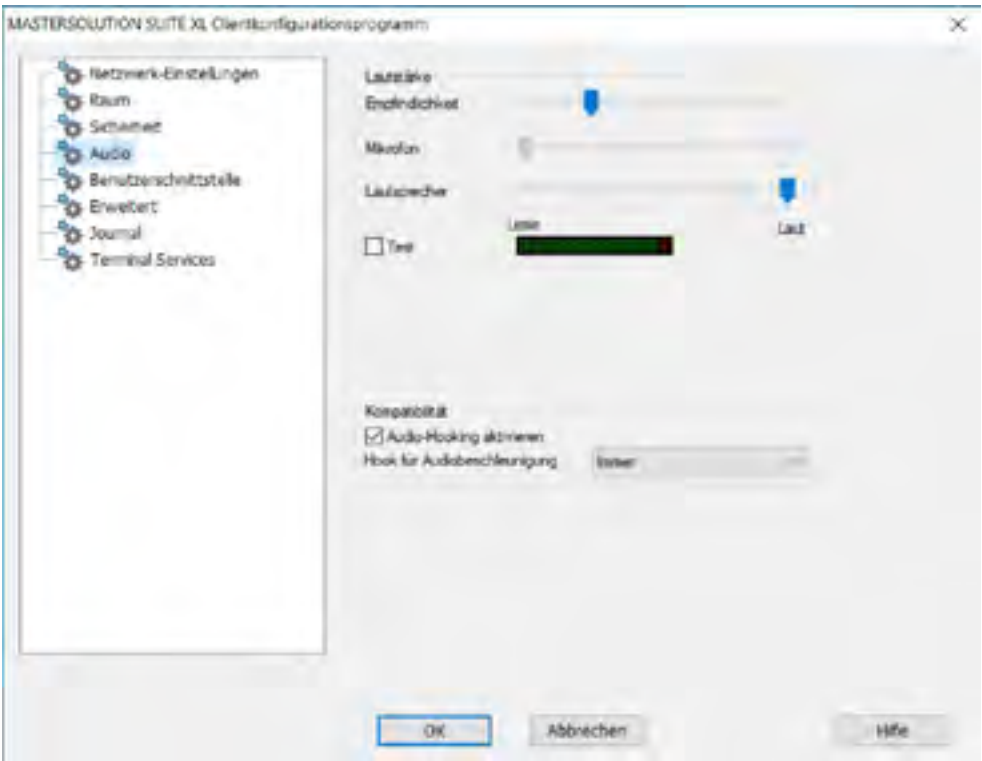 MASTERSOLUTION SUITE XL Clientkonfigurationsprogramm
Netzwerk-Einstellungen
Raum
Sicherheit
Audio
Benutzerschnittstelle
Erweitert
Journal
Terminal Services
Lautstärke
Empfindlichkeit
Mikrofon
Lautsprecher
Leise
Laut
Test
Kompatibilität
Audio-Hooking aktivieren
Hook für Audiobeschleunigung
Immer
OK
Abbrechen
Hilfe